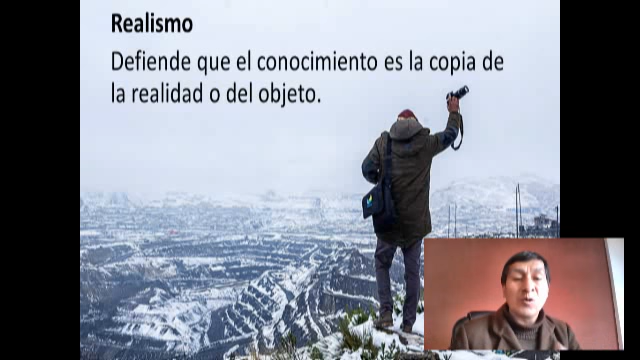 Realismo
Defiende que el conocimiento es la copia de
la realidad o del objeto.